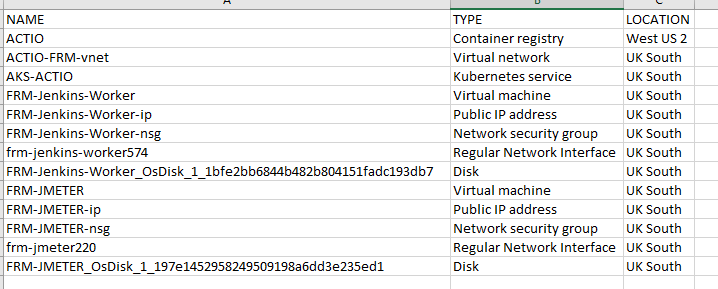 A B C
NAME TYPE LOCATION
ACTIO Container registry West US 2
ACTIO-FRM-vnet Virtual network UK South
AKS-ACTIO Kubernetes service UK South
FRM-Jenkins-Worker Virtual machine UK South
FRM-Jenkins-Worker-ip Public IP address UK South
FRM-Jenkins-Worker-nsg Network security group UK South
frm-jenkins-worker574 Regular Network Interface UK South
FRM-Jenkins-Worker_OsDisk_1_1bfe2bb6844b482b804151fadc193db7 Disk UK South
FRM-JMETER Virtual machine UK South
FRM-JMETER-ip Public IP address UK South
FRM-JMETER-nsg Network security group UK South
frm-jmeter220 Regular Network Interface UK South
FRM-JMETER_OsDisk_1_197e1452958249509198a6dd3e235ed1 Disk UK South